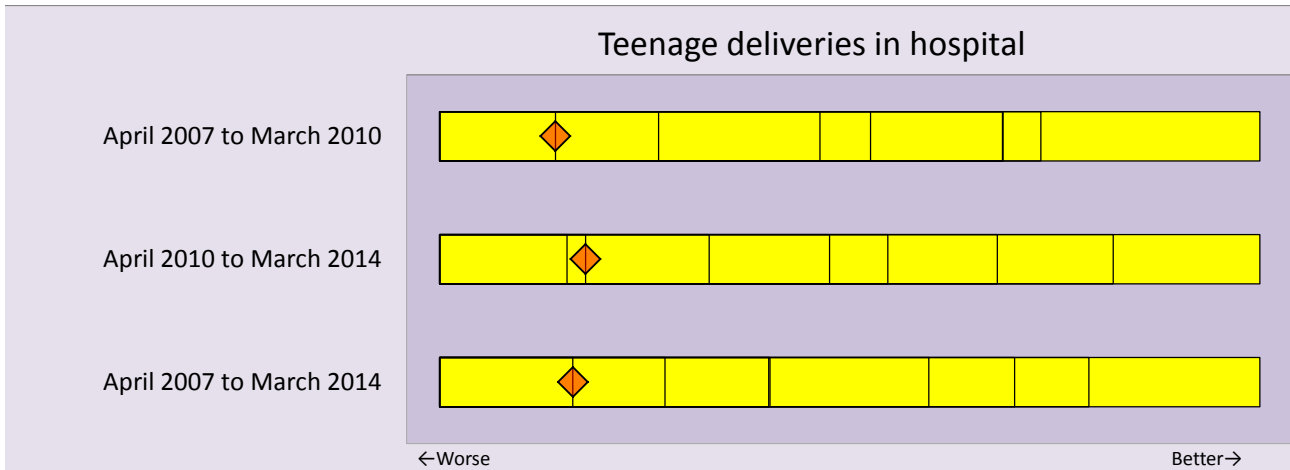 Teenage deliveries in hospital
April 2007 to March 2010
April 2010 to March 2014
April 2007 to March 2014
←Worse
Better→